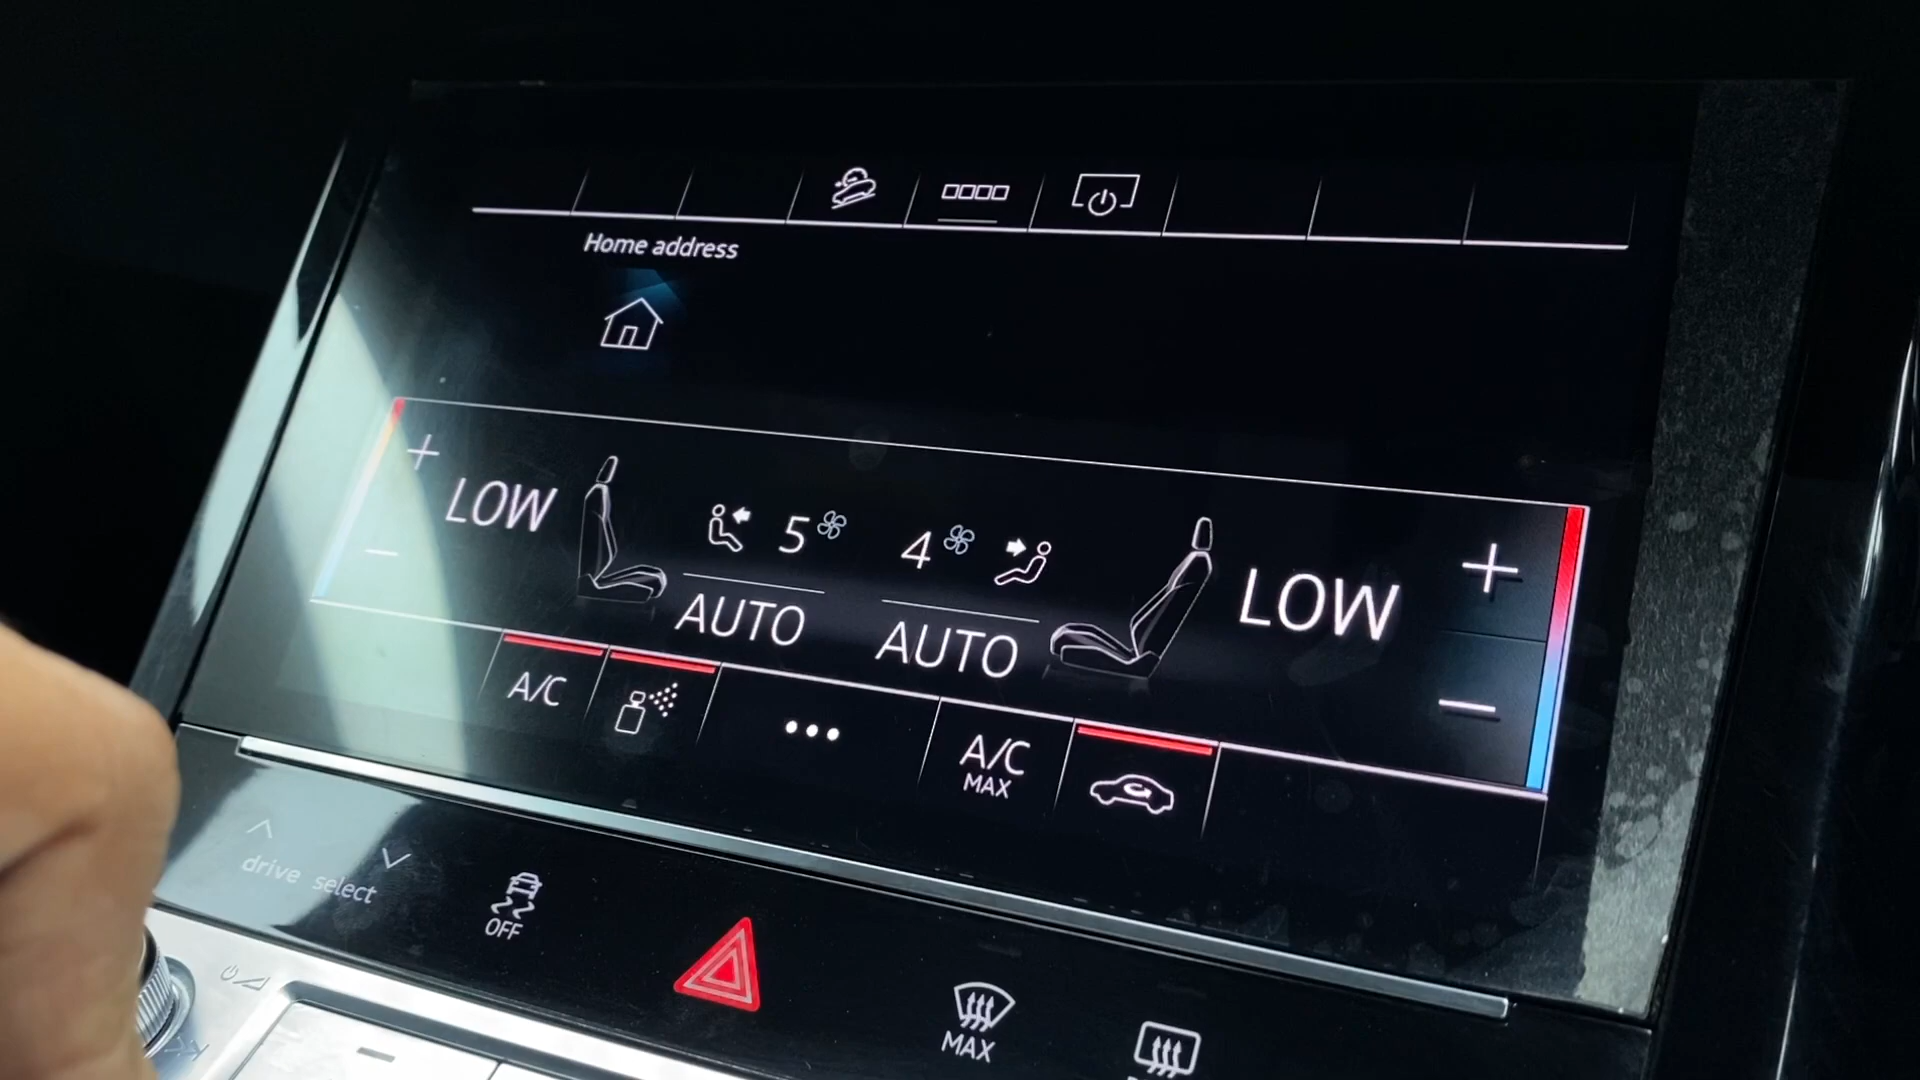 Home address
LOW
5
4
LOW
AUTO
AUTO
A/C
A/C
MAX
drive select
OFF
MAX